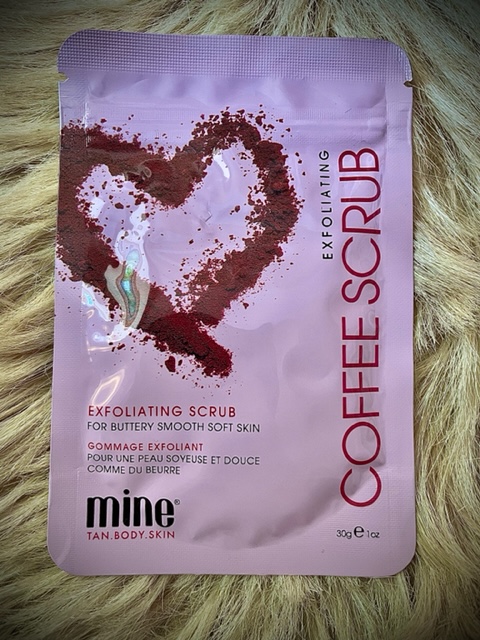 EXFOLIATING
COFFEE SCRUB
EXFOLIATING SCRUB
FOR BUTTERY SMOOTH SOFT SKIN
GOMMAGE EXFOLIANT
POUR UNE PEAU SOYEUSE ET DOUCE
COMME DU BEURRE
mine®
TAN.BODY.SKIN
30g e 1oz